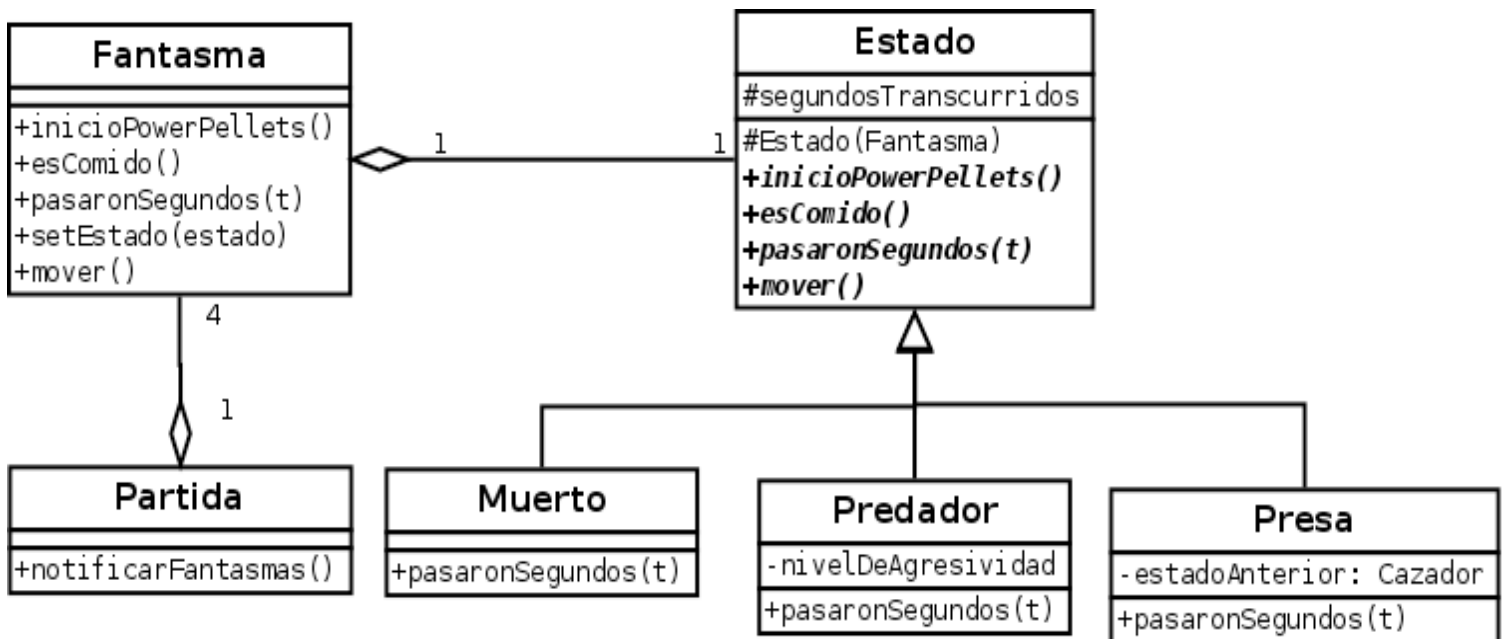 Fantasma
+inicioPowerPellets()
+esComido()
+pasaronSegundos(t)
+setEstado(estado)
+mover()
1
1
Estado
#segundosTranscurridos
#Estado(Fantasma)
+inicioPowerPellets()
+esComido()
+pasaronSegundos(t)
+mover()
4
1
Partida
+notificarFantasmas()
Muerto
+pasaronSegundos(t)
Predador
-nivelDeAgresividad
+pasaronSegundos(t)
Presa
-estadoAnterior: Cazador
+pasaronSegundos(t)